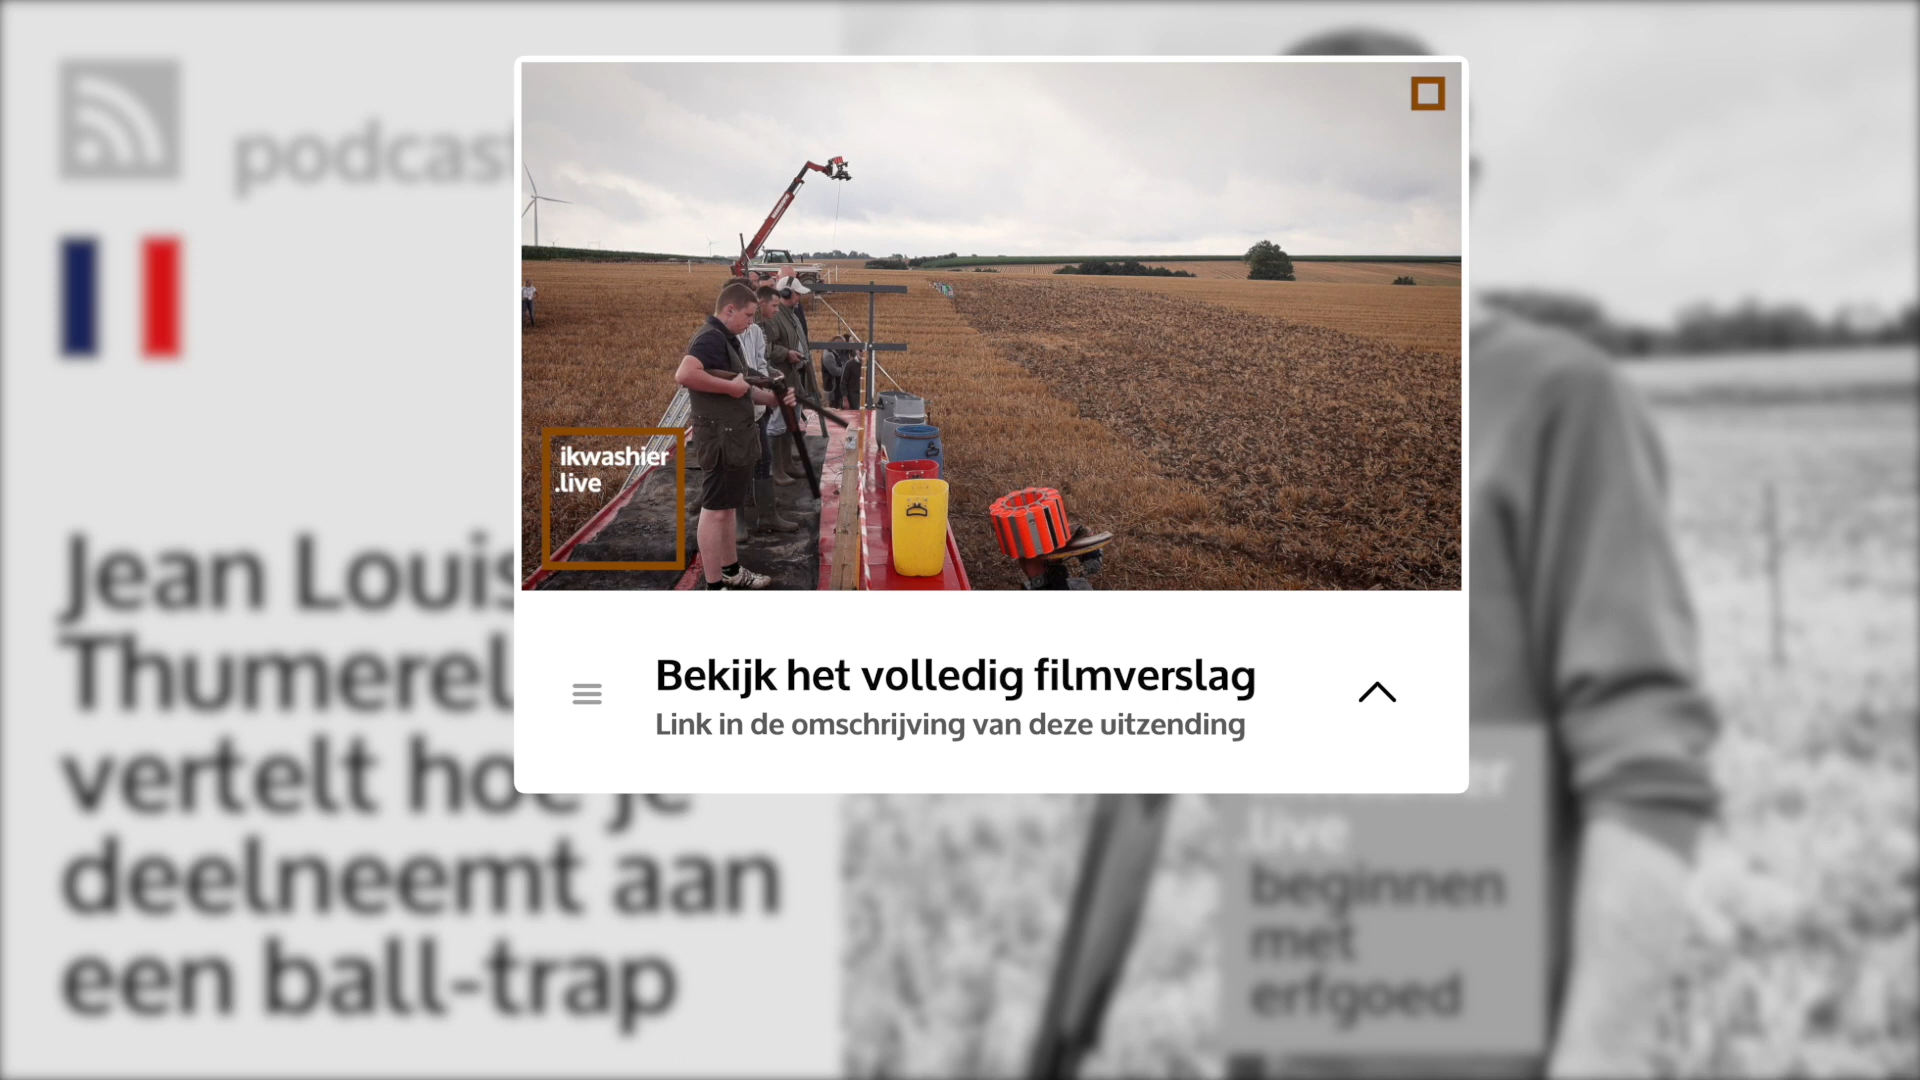 podcast
Jean Louis
Thumerel
vertelt hoe je
deelneemt aan
een ball-trap
ikwashier
.live
Bekijk het volledig filmverslag
Link in de omschrijving van deze uitzending
.live
beginnen
met
erfgoed